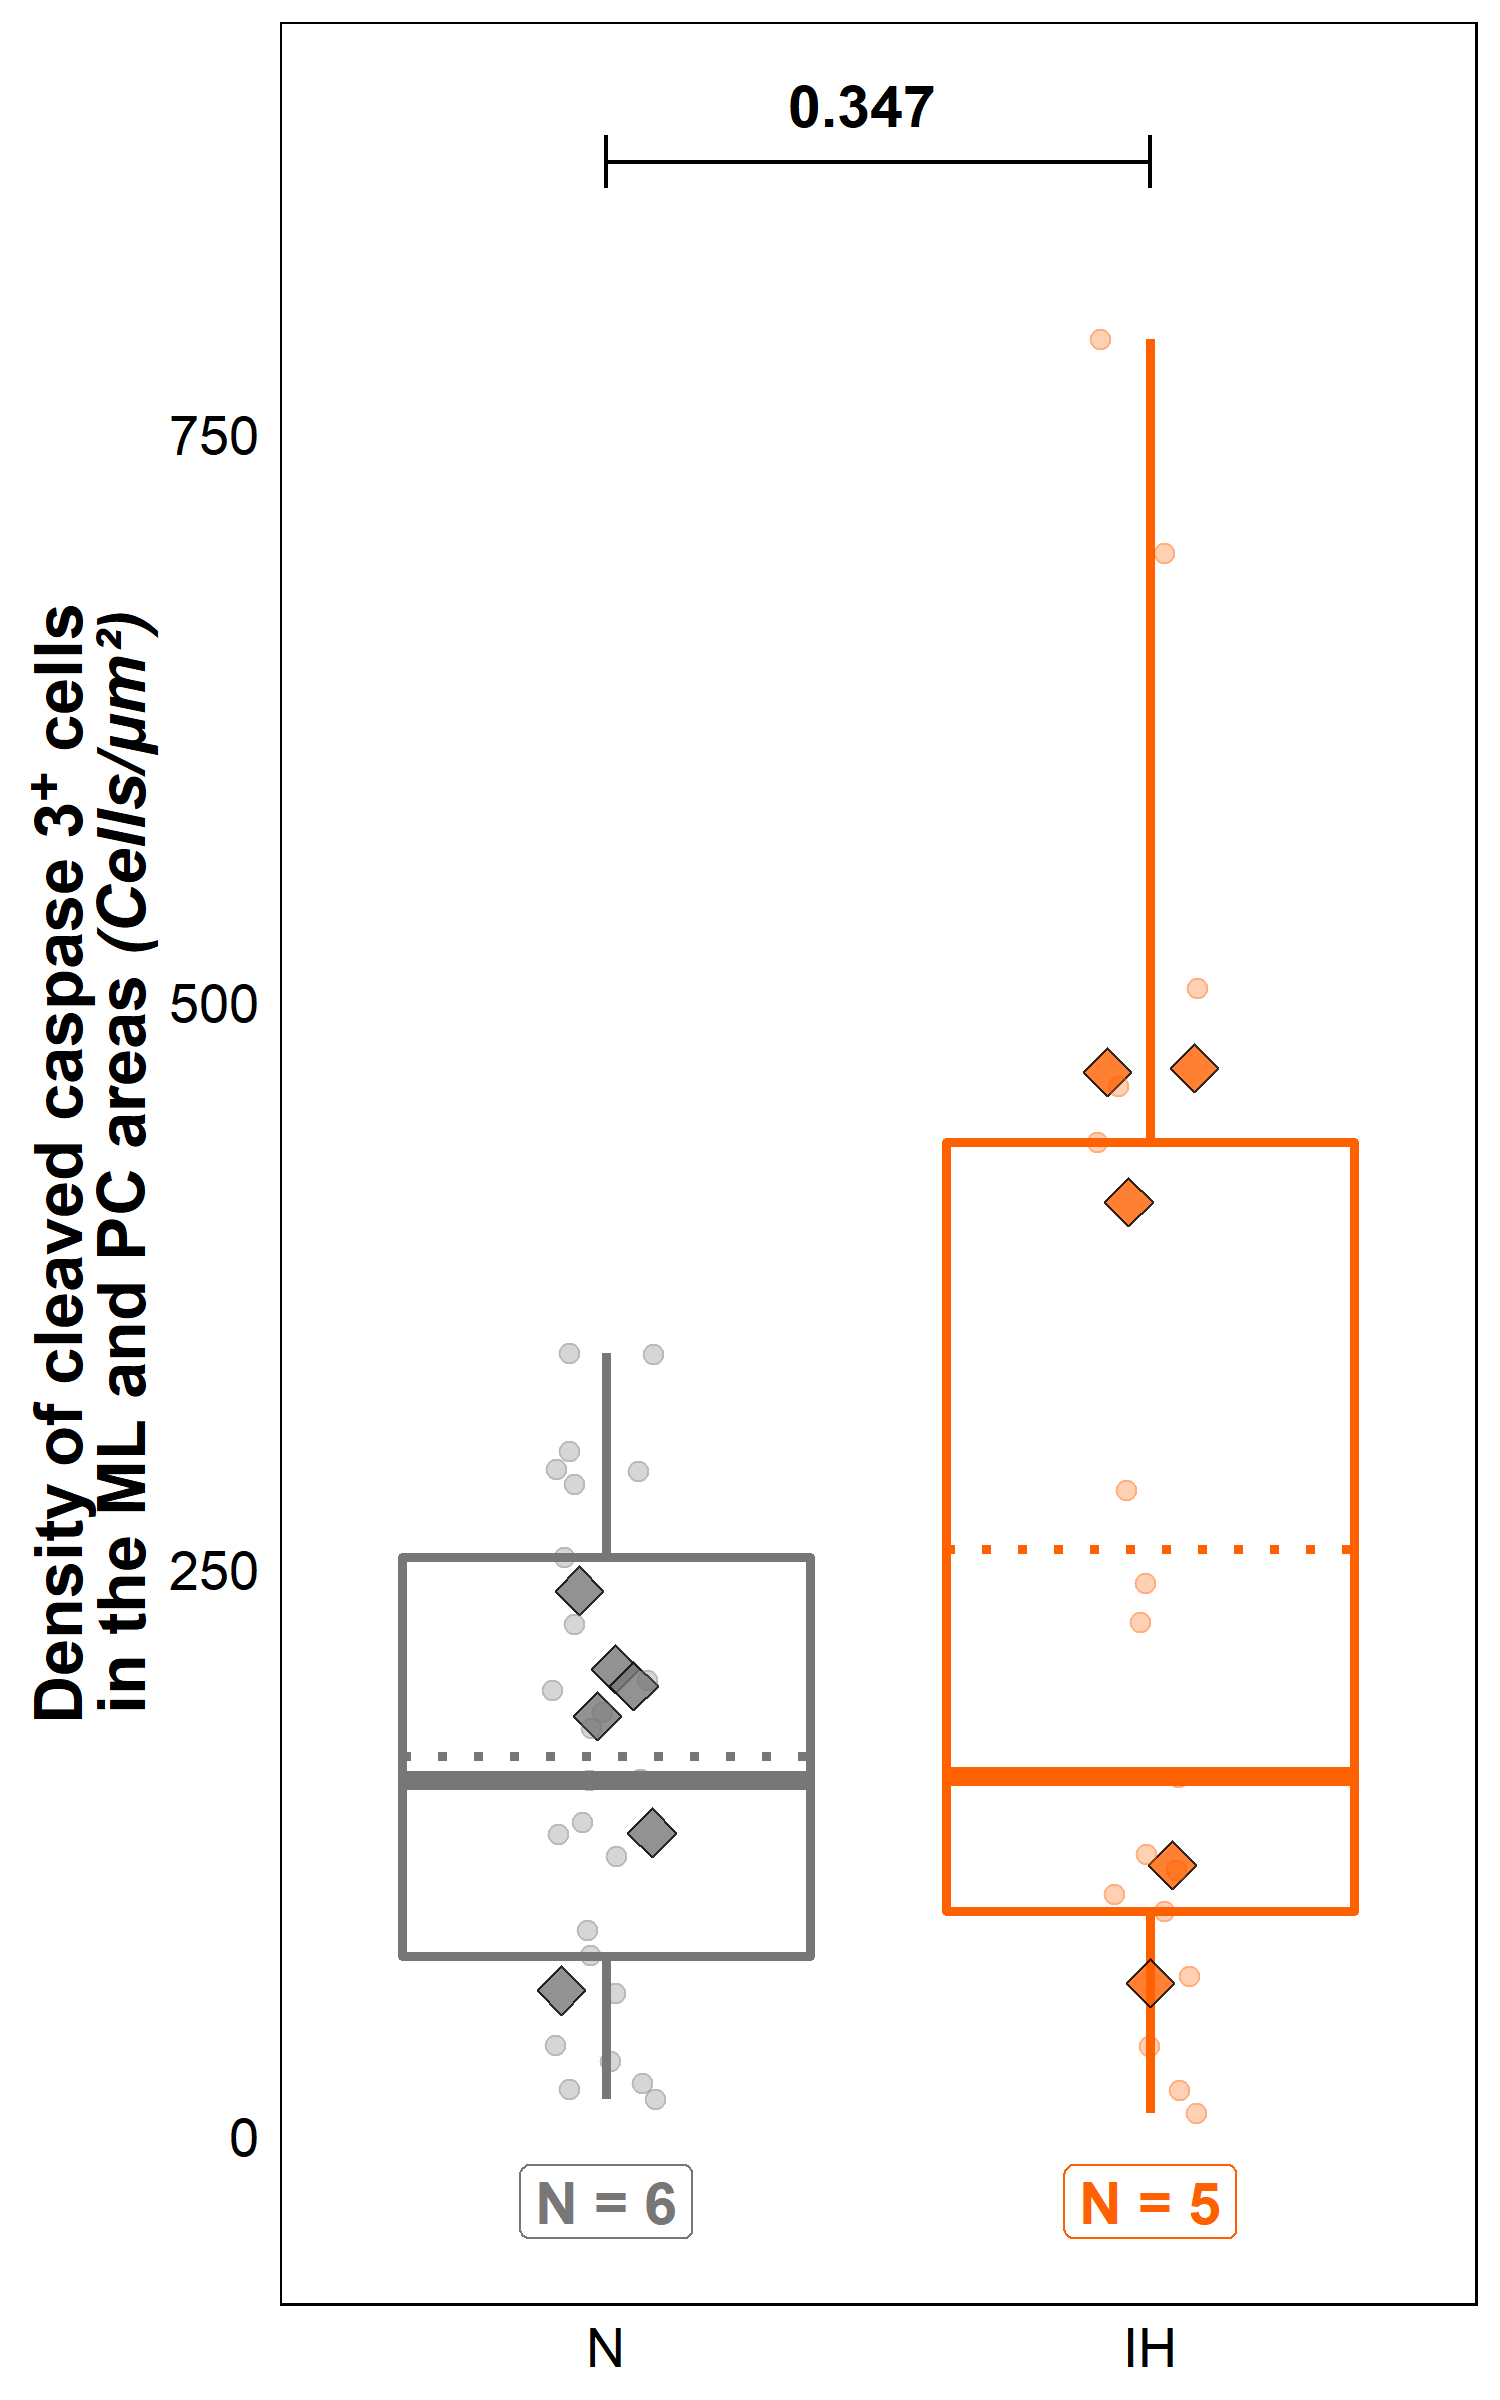 Density of cleaved caspase 3⁺ cells
in the ML and PC areas (Cells/µm²)
0.347
750
500
250
0
N = 6
N = 5
N
IH